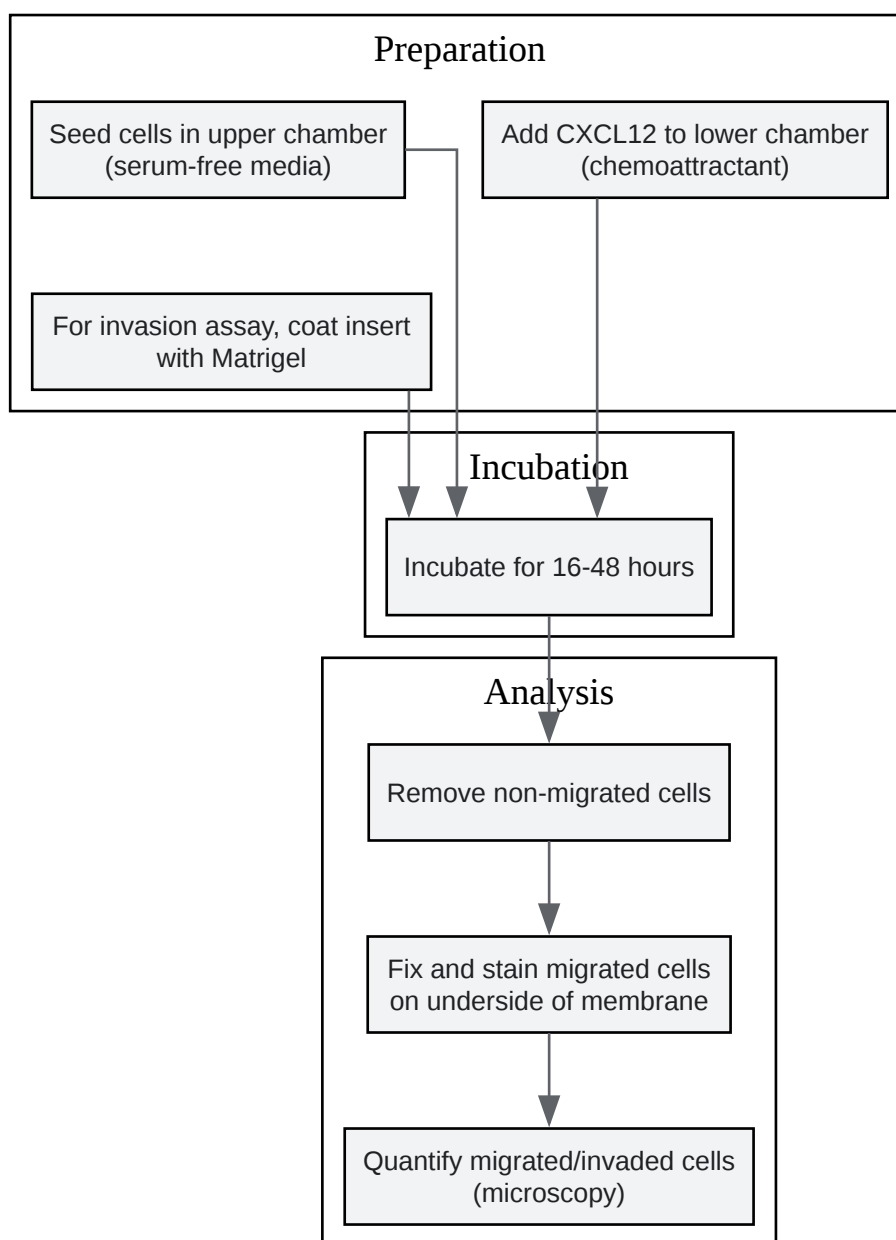 Preparation
Seed cells in upper chamber
(serum-free media)
Add CXCL12 to lower chamber
(chemoattractant)
For invasion assay, coat insert
with Matrigel
Incubation
Incubate for 16-48 hours
Analysis
Remove non-migrated cells
Fix and stain migrated cells
on underside of membrane
Quantify migrated/invaded cells
(microscopy)